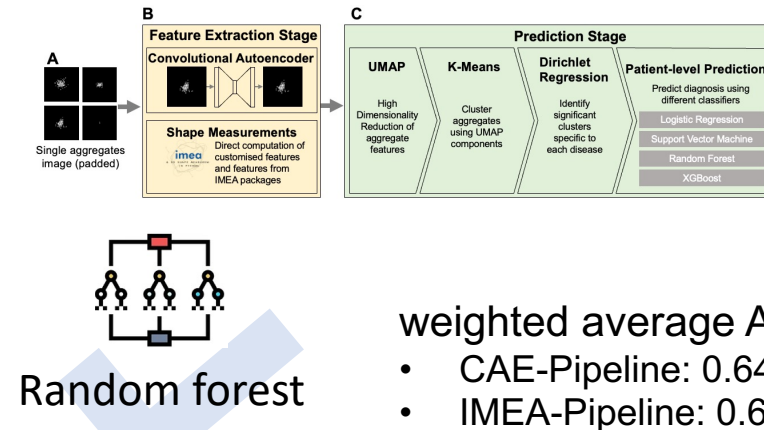 A
Single aggregates
image (padded)
B
Feature Extraction Stage
Convolutional Autoencoder
Shape Measurements
imea
Direct computation of
customised features
and features from
IMEA packages
C
Prediction Stage
UMAP
High
Dimensionality
Reduction of
aggregate
features
K-Means
Cluster
aggregates
using UMAP
components
Dirichlet
Regression
Identify
significant
clusters
specific to
each disease
Patient-level Prediction
Predict diagnosis using
different classifiers
Logistic Regression
Support Vector Machine
Random Forest
XGBoost
Random forest
weighted average A
• CAE-Pipeline: 0.64
• IMEA-Pipeline: 0.6